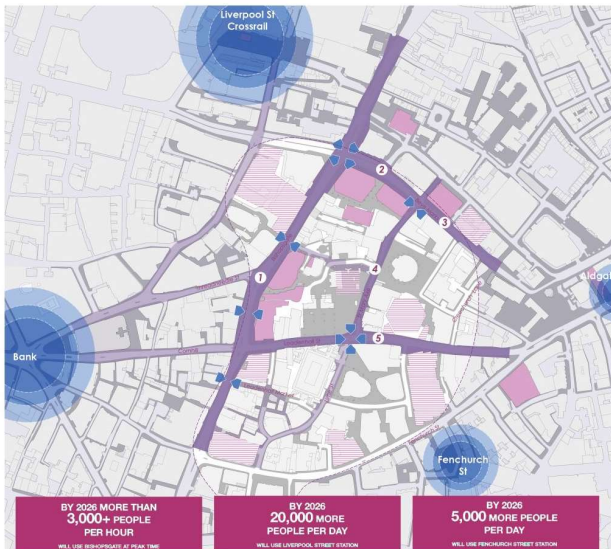 Liverpool St
Crossrail
2
3
Aldga
1
4
Bank
Cornhill
5
Fenchurch
St
BY 2026 MORE THAN
3,000+ PEOPLE
PER HOUR
WILL USE BISHOPSGATE AT PEAK TIME
BY 2026
20,000 MORE
PEOPLE PER DAY
WILL USE LIVERPOOL STREET STATION
BY 2026
5,000 MORE PEOPLE
PER DAY
WILL USE FENCHURCH STREET STATION